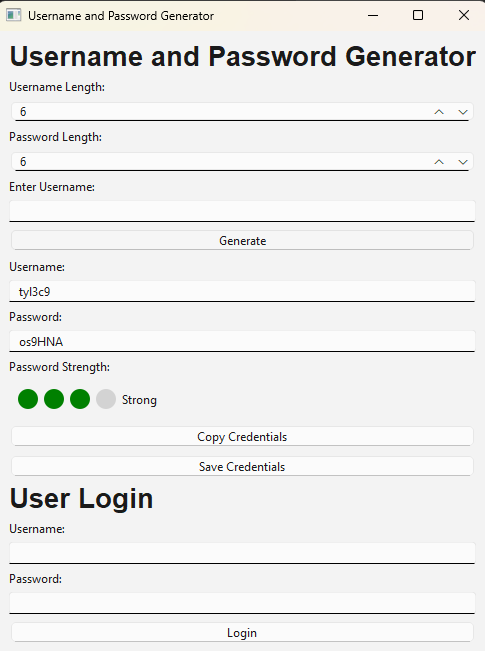 Username and Password Generator
Username and Password Generator
Username Length:
6
Password Length:
6
Enter Username:
Generate
Username:
tyl3c9
Password:
os9HNA
Password Strength:
Strong
Copy Credentials
Save Credentials
User Login
Username:
Password:
Login